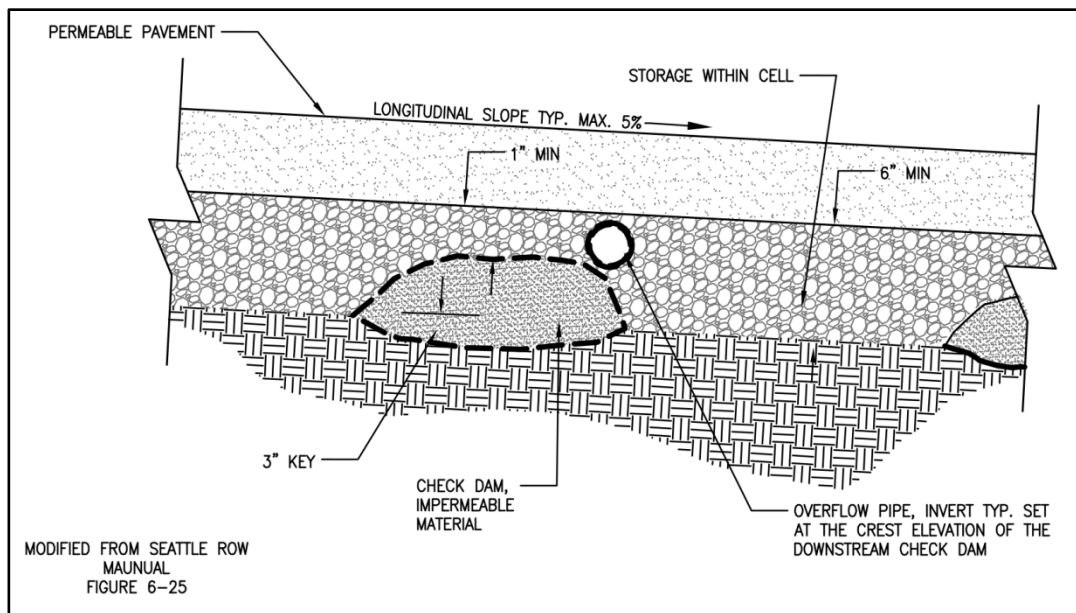 PERMEABLE PAVEMENT
STORAGE WITHIN CELL
LONGITUDINAL SLOPE TYP. MAX. 5%
1" MIN
6" MIN
3" KEY
CHECK DAM,
IMPERMEABLE
MATERIAL
OVERFLOW PIPE, INVERT TYP. SET
AT THE CREST ELEVATION OF THE
DOWNSTREAM CHECK DAM
MODIFIED FROM SEATTLE ROW
MAUNUAL
FIGURE 6-25